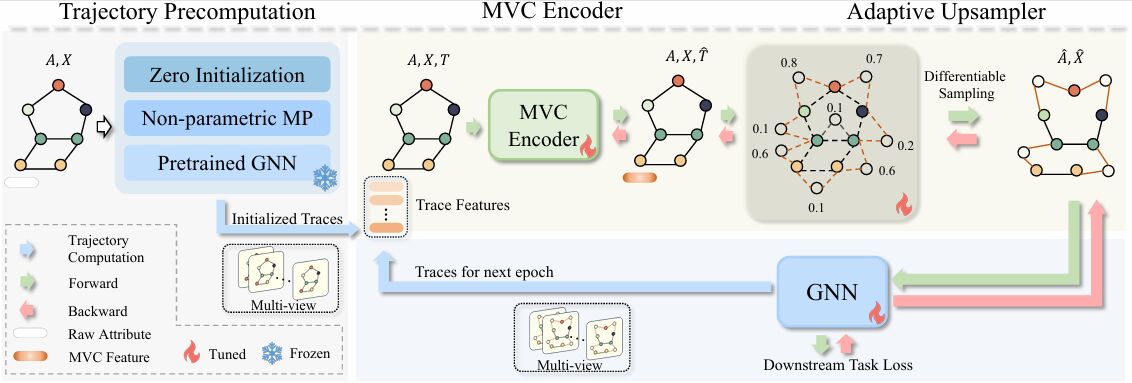 Trajectory Precomputation
MVC Encoder
Adaptive Upsampler
A, X
Zero Initialization
Non-parametric MP
Pretrained GNN
A, X, T
MVC
Encoder
A, X, T̂
0.8
0.7
0.1
0.1
0.2
0.6
0.6
0.1
Differentiable
Sampling
Â, X̂
Initialized Traces
Trace Features
Multi-view
Trajectory
Computation
Forward
Backward
Raw Attribute
MVC Feature
Tuned
Frozen
Traces for next epoch
Multi-view
GNN
Downstream Task Loss